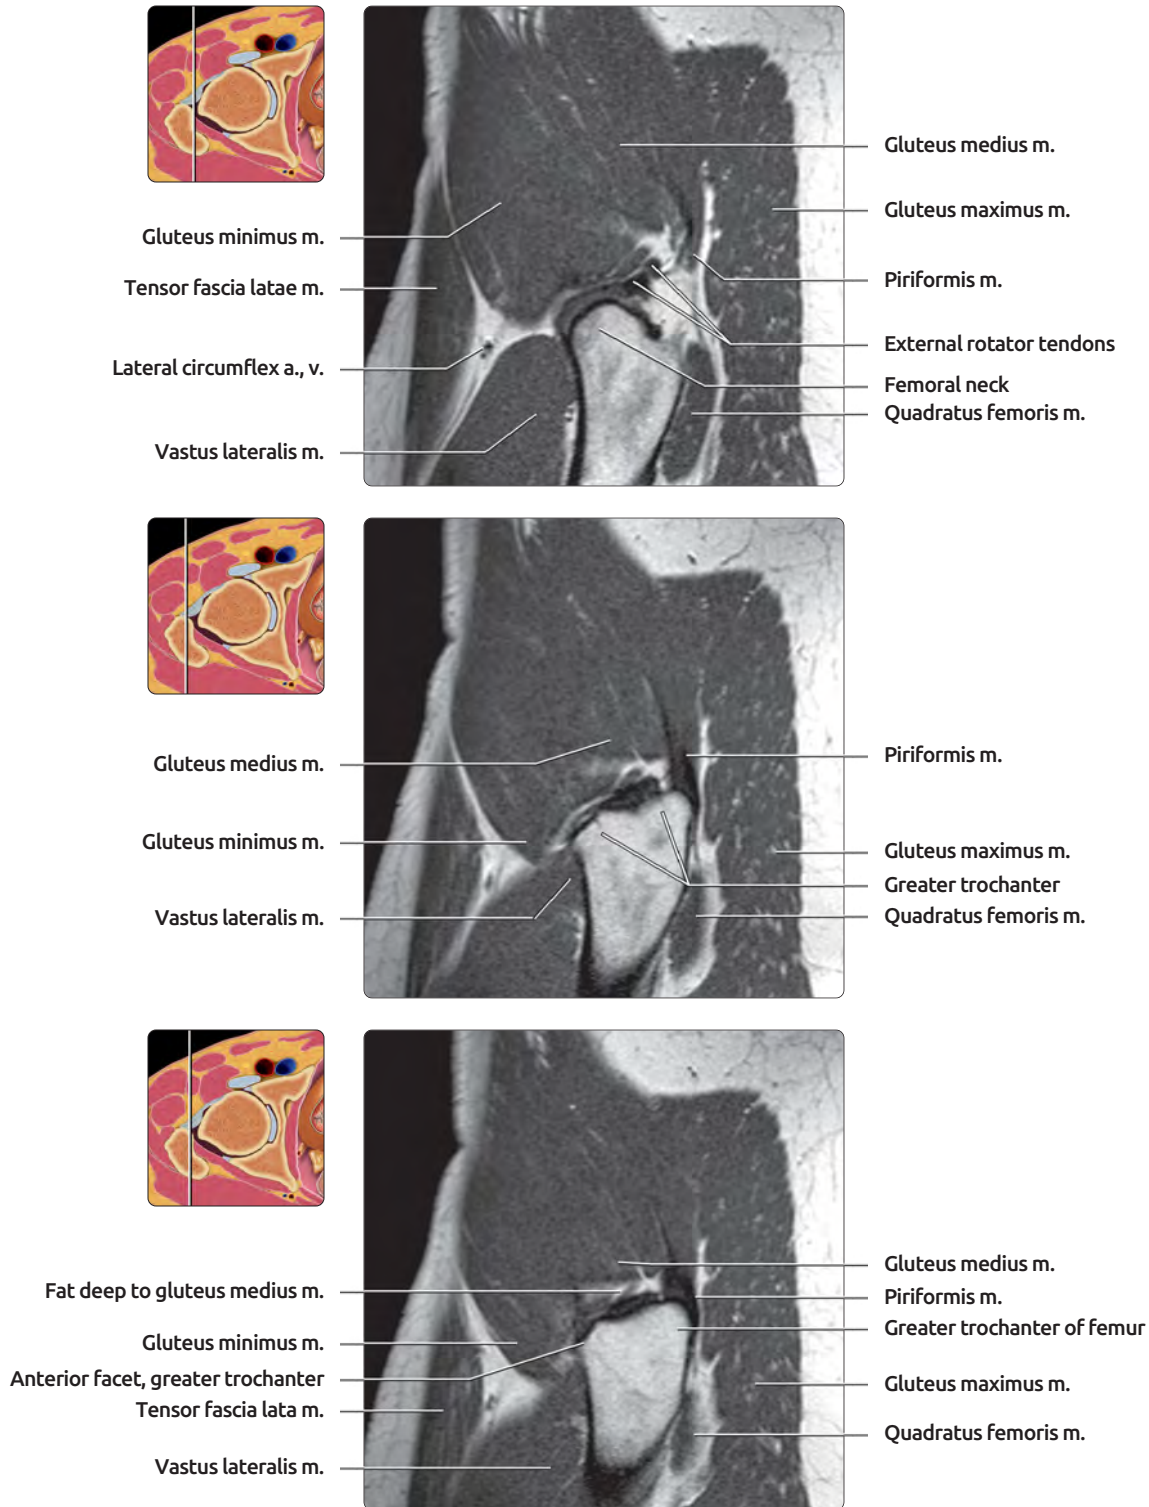 Gluteus medius m.
Gluteus maximus m.
Gluteus minimus m.
Tensor fascia latae m.
Piriformis m.
External rotator tendons
Lateral circumflex a., v.
Femoral neck
Quadratus femoris m.
Vastus lateralis m.
Gluteus medius m.
Piriformis m.
Gluteus minimus m.
Gluteus maximus m.
Greater trochanter
Vastus lateralis m.
Quadratus femoris m.
Gluteus medius m.
Fat deep to gluteus medius m.
Piriformis m.
Greater trochanter of femur
Gluteus minimus m.
Anterior facet, greater trochanter
Gluteus maximus m.
Tensor fascia lata m.
Quadratus femoris m.
Vastus lateralis m.